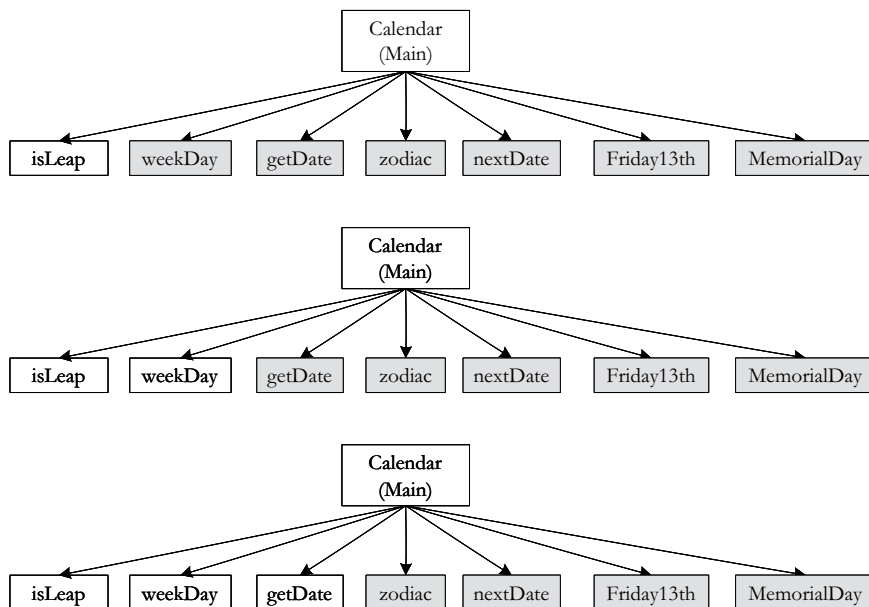 Calendar
(Main)
isLeap weekDay getDate zodiac nextDate Friday13th MemorialDay
Calendar
(Main)
isLeap weekDay getDate zodiac nextDate Friday13th MemorialDay
Calendar
(Main)
isLeap weekDay getDate zodiac nextDate Friday13th MemorialDay